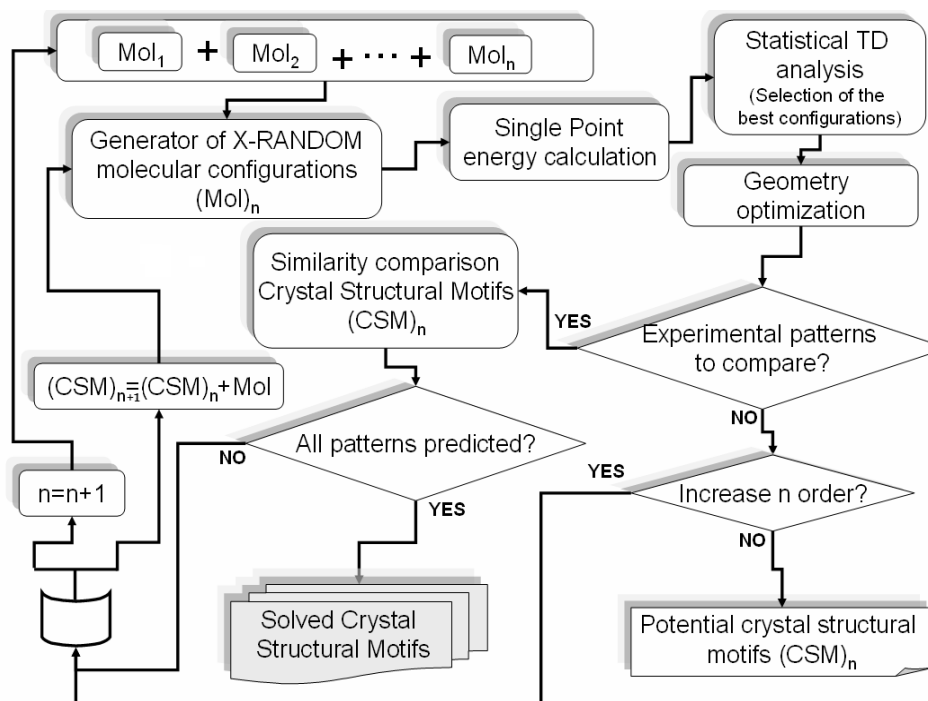 Mol₁ + Mol₂ + ... + Molₙ
Statistical TD
analysis
(Selection of the
best configurations)
Generator of X-RANDOM
molecular configurations
(Mol)ₙ
Single Point
energy calculation
Geometry
optimization
Similarity comparison
Crystal Structural Motifs
(CSM)ₙ
YES
Experimental patterns
to compare?
(CSM)ₙ₊₁=(CSM)ₙ+Mol
NO
All patterns predicted?
NO
YES
Increase n order?
n=n+1
YES
NO
Solved Crystal
Structural Motifs
Potential crystal structural
motifs (CSM)ₙ